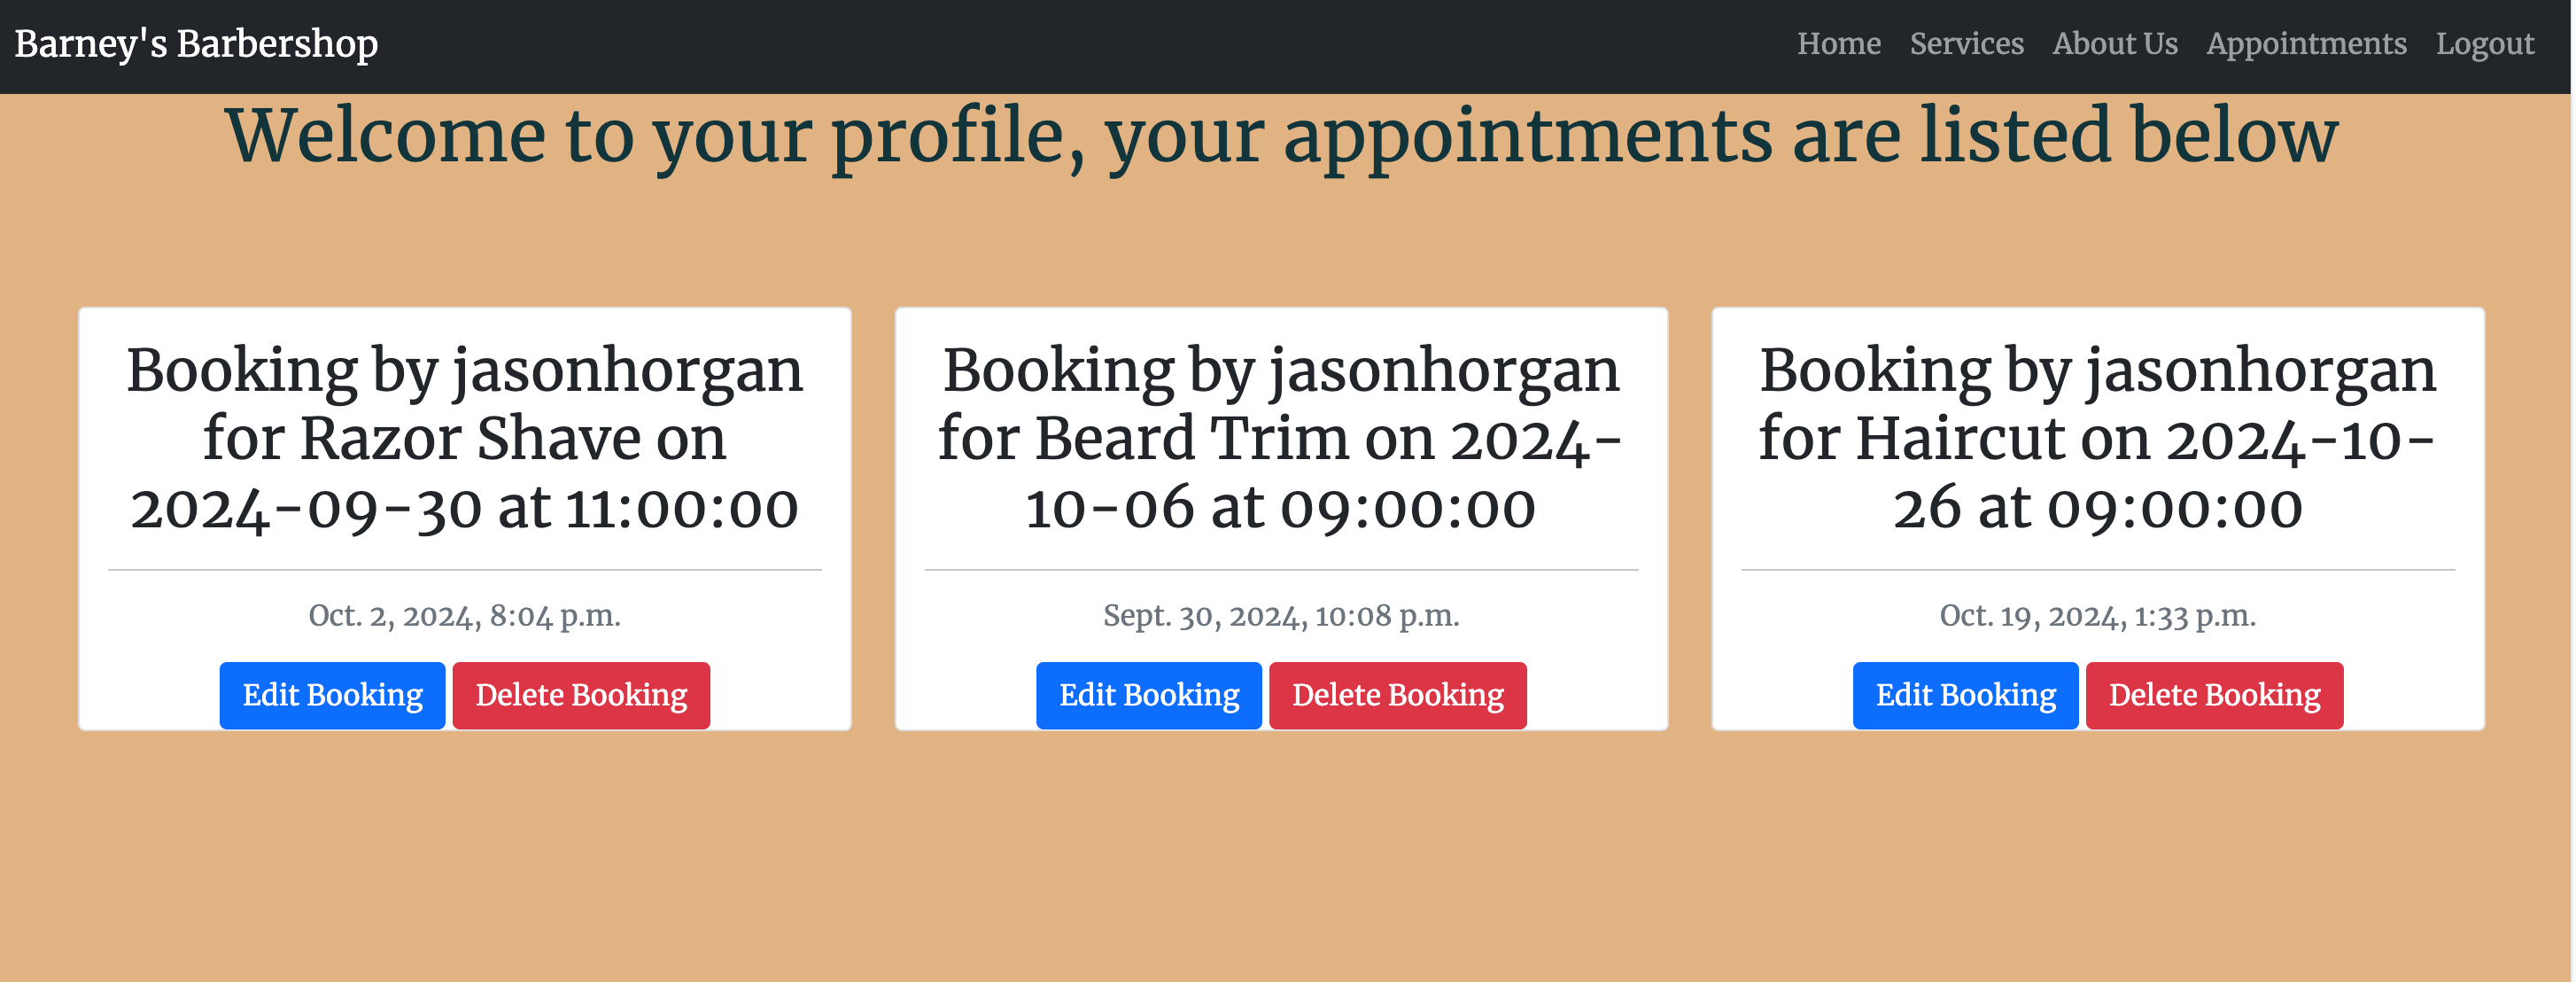 Barney's Barbershop
Home Services About Us Appointments Logout
Welcome to your profile, your appointments are listed below
Booking by jasonhorgan
for Razor Shave on
2024-09-30 at 11:00:00
Oct. 2, 2024, 8:04 p.m.
Edit Booking Delete Booking
Booking by jasonhorgan
for Beard Trim on 2024-
10-06 at 09:00:00
Sept. 30, 2024, 10:08 p.m.
Edit Booking Delete Booking
Booking by jasonhorgan
for Haircut on 2024-10-
26 at 09:00:00
Oct. 19, 2024, 1:33 p.m.
Edit Booking Delete Booking